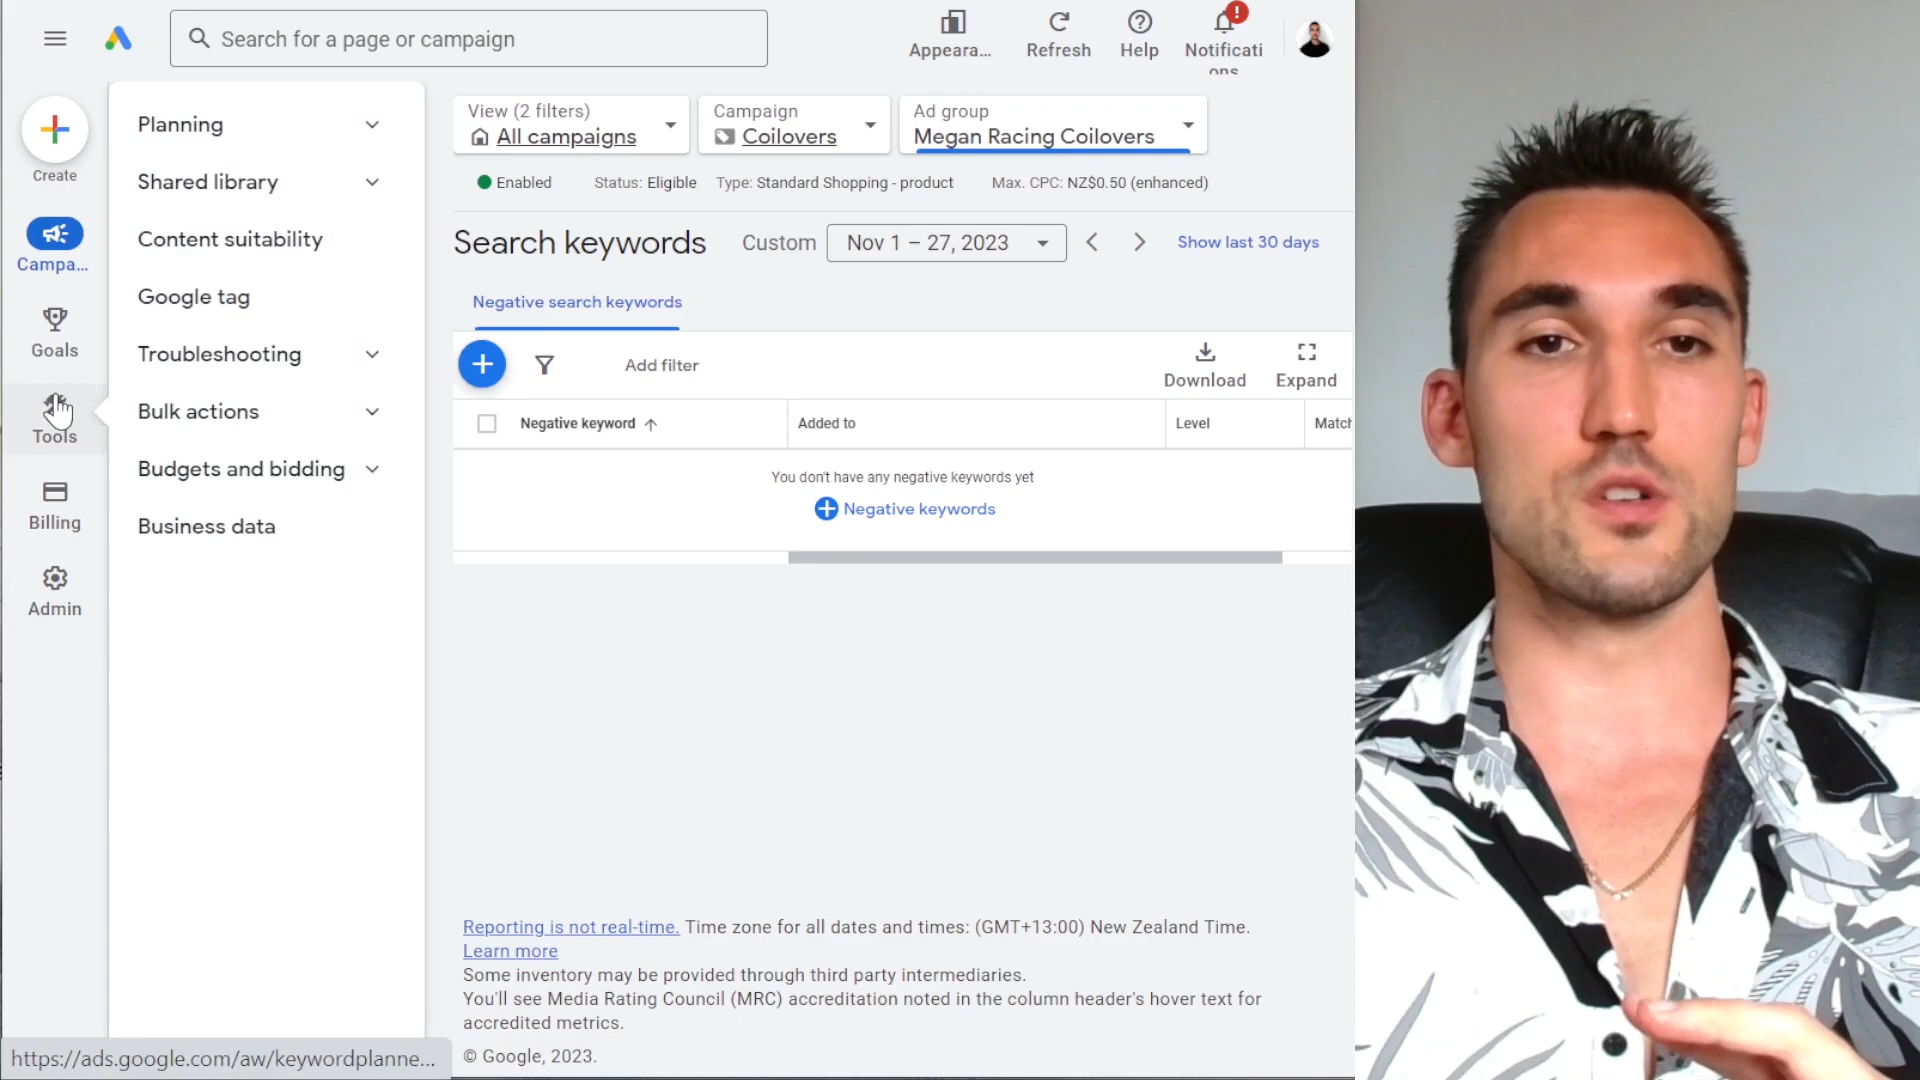 Search for a page or campaign
Appeara...
Refresh
Help
Notificati
ons
Create
Campa...
Goals
Tools
Billing
Admin
Planning
Shared library
Content suitability
Google tag
Troubleshooting
Bulk actions
Budgets and bidding
Business data
View (2 filters)
All campaigns
Campaign
Coilovers
Ad group
Megan Racing Coilovers
Enabled Status: Eligible Type: Standard Shopping - product Max. CPC: NZ$0.50 (enhanced)
Search keywords Custom Nov 1 – 27, 2023 Show last 30 days
Negative search keywords
Add filter
Download
Expand
Negative keyword Added to Level Match
You don't have any negative keywords yet
Negative keywords
Reporting is not real-time. Time zone for all dates and times: (GMT+13:00) New Zealand Time.
Learn more
Some inventory may be provided through third party intermediaries.
You'll see Media Rating Council (MRC) accreditation noted in the column header's hover text for
accredited metrics.
© Google, 2023.
https://ads.google.com/aw/keywordplanne...